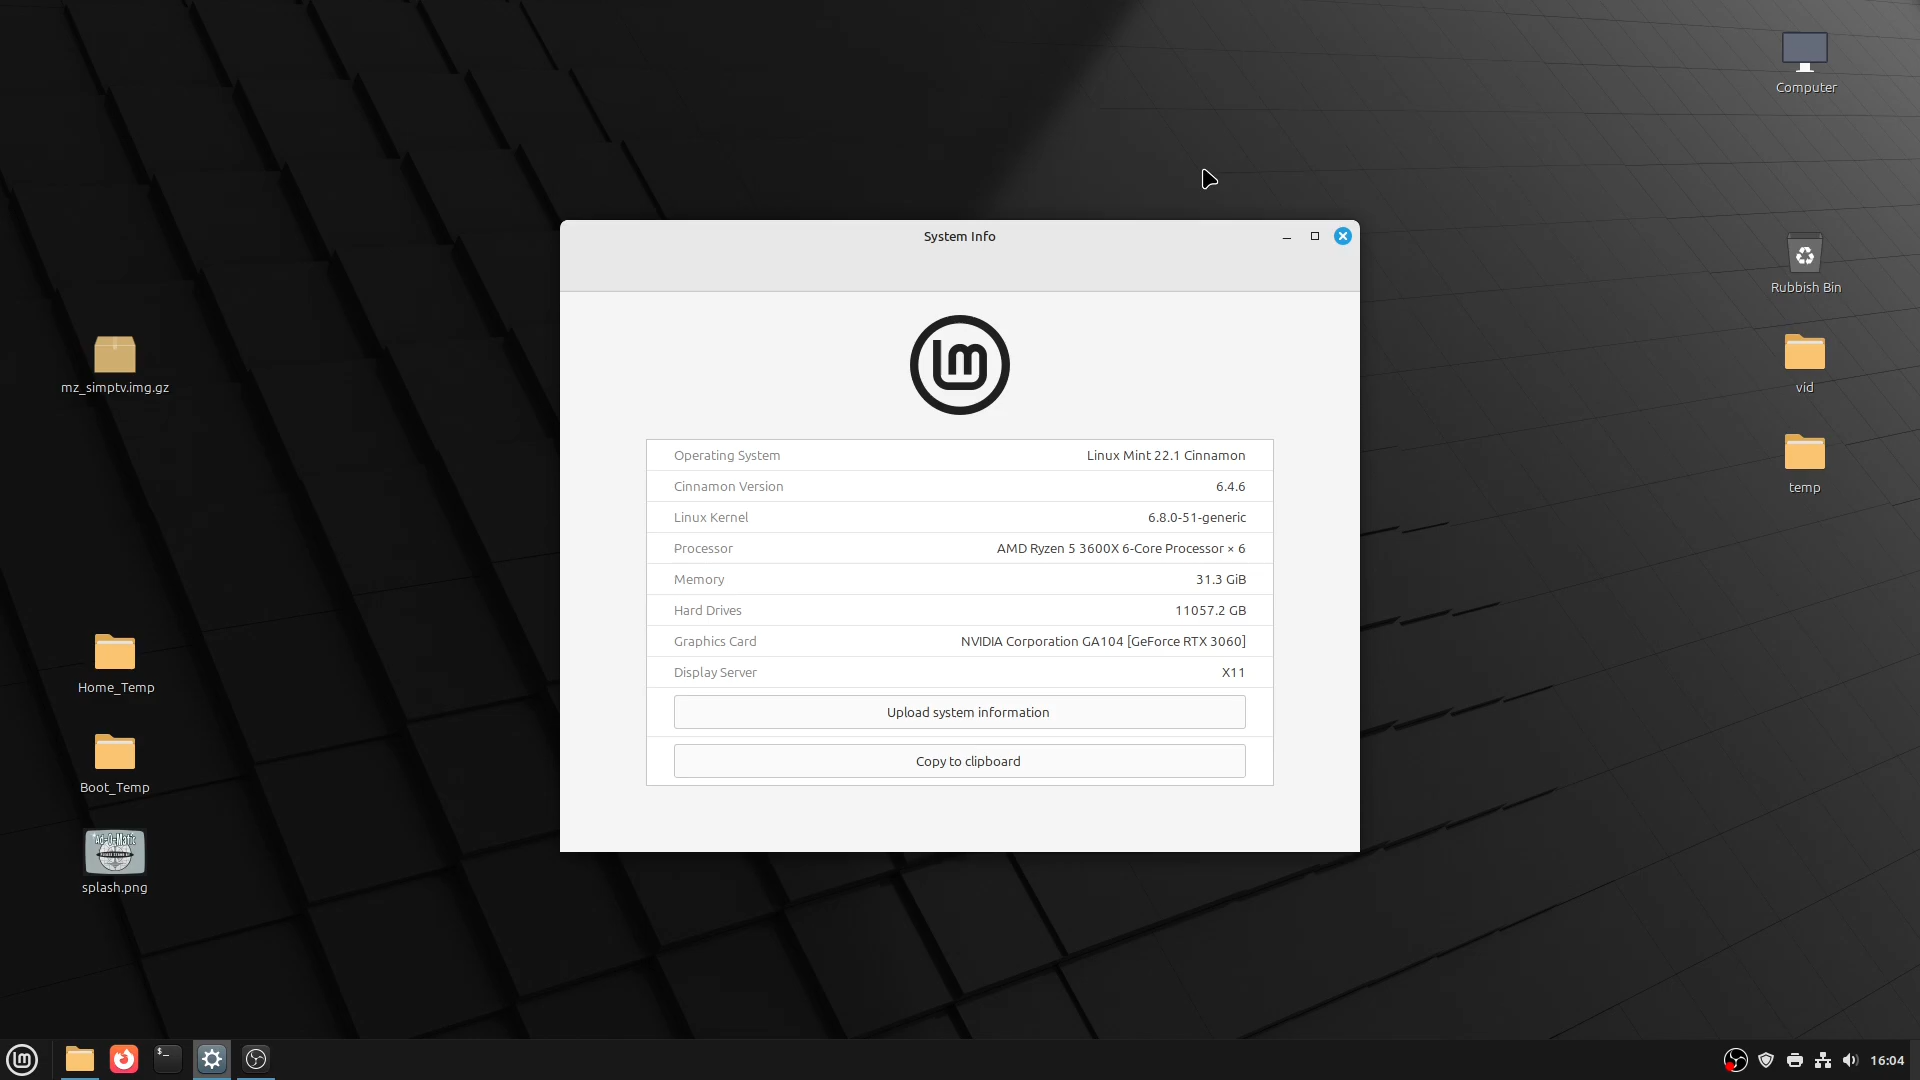 Computer
Rubbish Bin
vid
temp
mz_simptv.img.gz
Home_Temp
Boot_Temp
Ad-O-Matic
splash.png
System Info
Operating System Linux Mint 22.1 Cinnamon
Cinnamon Version 6.4.6
Linux Kernel 6.8.0-51-generic
Processor AMD Ryzen 5 3600X 6-Core Processor × 6
Memory 31.3 GiB
Hard Drives 11057.2 GB
Graphics Card NVIDIA Corporation GA104 [GeForce RTX 3060]
Display Server X11
Upload system information
Copy to clipboard
$_
16:04